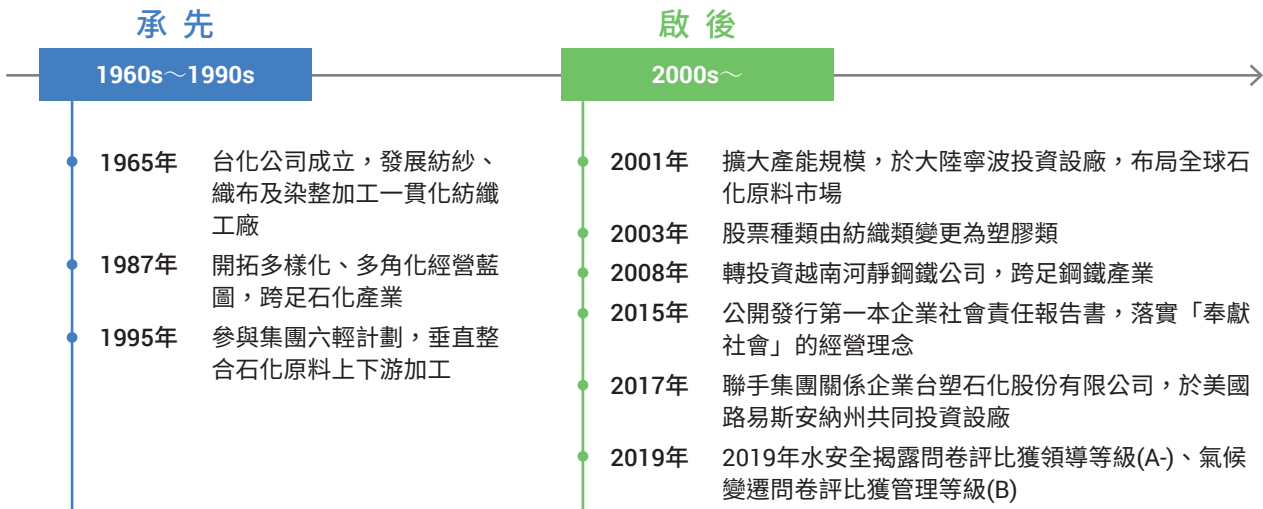 承先
1960s～1990s
1965年 台化公司成立，發展紡紗、
織布及染整加工一貫化紡纖
工廠
1987年 開拓多樣化、多角化經營藍
圖，跨足石化產業
1995年 參與集團六輕計劃，垂直整
合石化原料上下游加工
啟後
2000s～
2001年 擴大產能規模，於大陸寧波投資設廠，布局全球石
化原料市場
2003年 股票種類由紡織類變更為塑膠類
2008年 轉投資越南河靜鋼鐵公司，跨足鋼鐵產業
2015年 公開發行第一本企業社會責任報告書，落實「奉獻
社會」的經營理念
2017年 聯手集團關係企業台塑石化股份有限公司，於美國
路易斯安納州共同投資設廠
2019年 2019年水安全揭露問卷評比獲領導等級(A-)、氣候
變遷問卷評比獲管理等級(B)